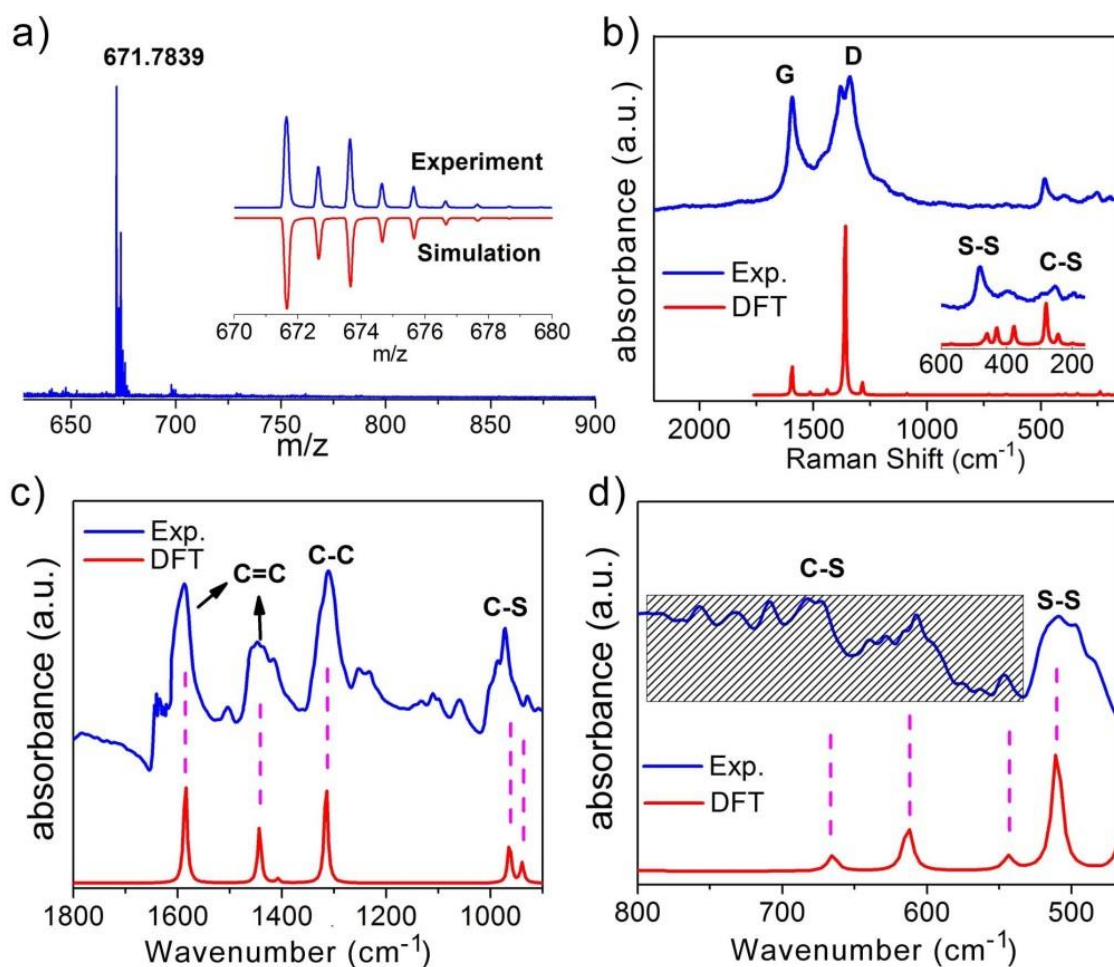 a)
671.7839
Experiment
Simulation
670 672 674 676 678 680
m/z
650 700 750 800 850 900
m/z
b)
absorbance (a.u.)
G
D
Exp.
DFT
S-S
C-S
600 400 200
2000 1500 1000 500
Raman Shift (cm⁻¹)
c)
absorbance (a.u.)
Exp.
DFT
C=C
C-C
C-S
1800 1600 1400 1200 1000
Wavenumber (cm⁻¹)
d)
absorbance (a.u.)
C-S
S-S
Exp.
DFT
800 700 600 500
Wavenumber (cm⁻¹)